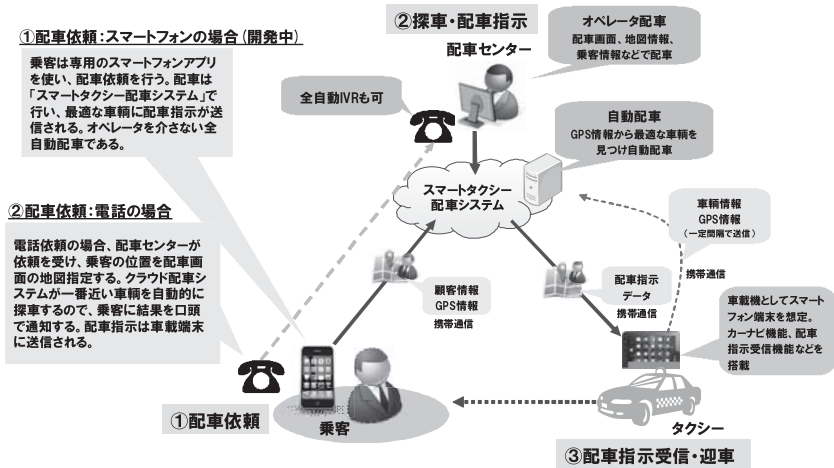 ①配車依頼：スマートフォンの場合（開発中）
乗客は専用のスマートフォンアプリ
を使い、配車依頼を行う。配車は
「スマートタクシー配車システム」で
行い、最適な車輌に配車指示が送
信される。オペレータを介さない全
自動配車である。
②配車依頼：電話の場合
電話依頼の場合、配車センターが
依頼を受け、乗客の位置を配車画
面の地図指定する。クラウド配車シ
ステムが一番近い車輌を自動的に
探車するので、乗客に結果を口頭
で通知する。配車指示は車載端末
に送信される。
②探車・配車指示
配車センター
オペレータ配車
配車画面、地図情報、
乗客情報などで配車
全自動IVRも可
自動配車
GPS情報から最適な車輌を
見つけ自動配車
スマートタクシー
配車システム
車輌情報
GPS情報
（一定間隔で送信）
携帯通信
顧客情報
GPS情報
携帯通信
配車指示
データ
携帯通信
車載機としてスマート
フォン端末を想定。
カーナビ機能、配車
指示受信機能などを
搭載
①配車依頼
乗客
タクシー
③配車指示受信・迎車